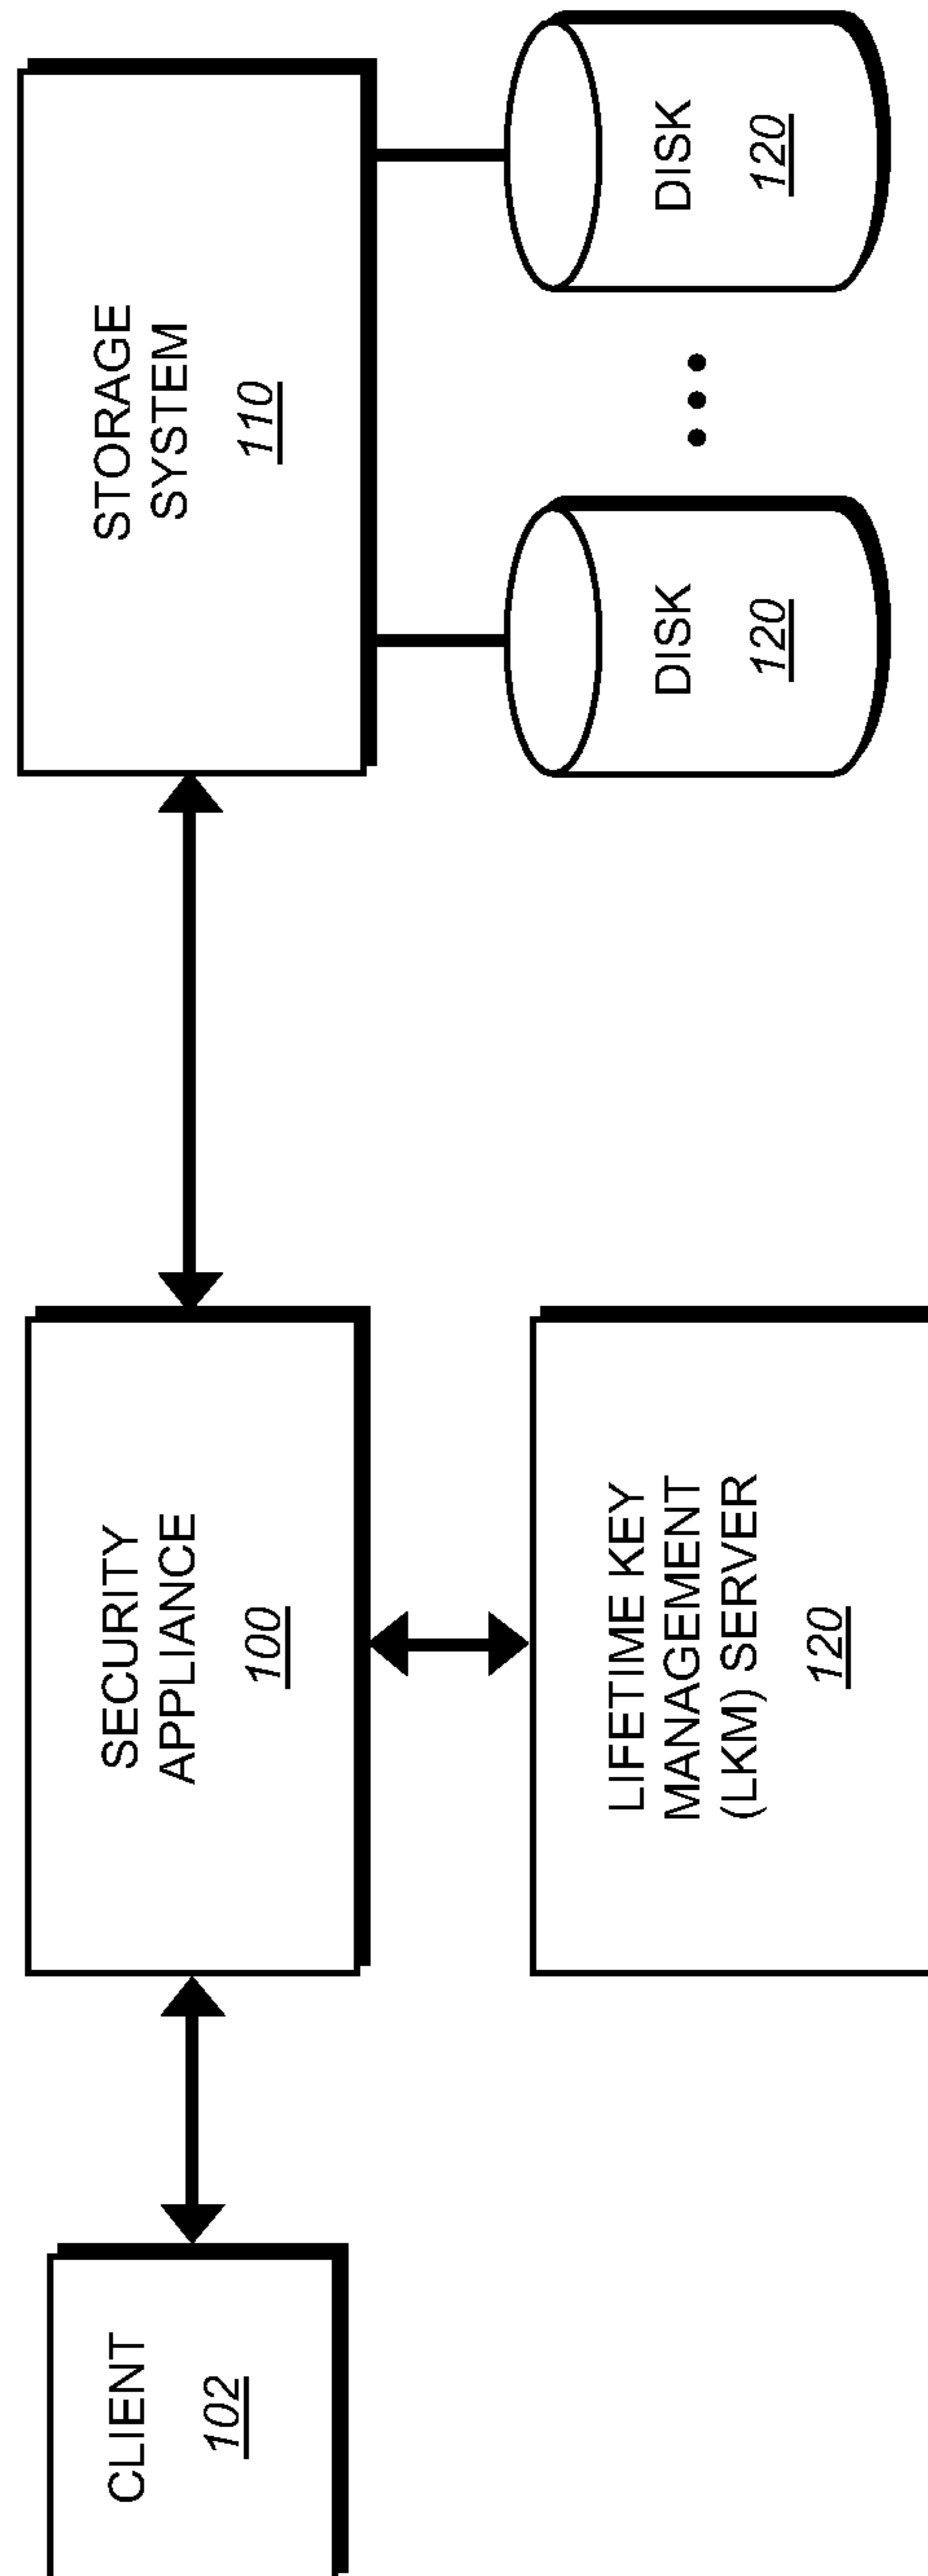 CLIENT
102
SECURITY
APPLIANCE
100
LIFETIME KEY
MANAGEMENT
(LKM) SERVER
120
STORAGE
SYSTEM
110
DISK
120
DISK
120